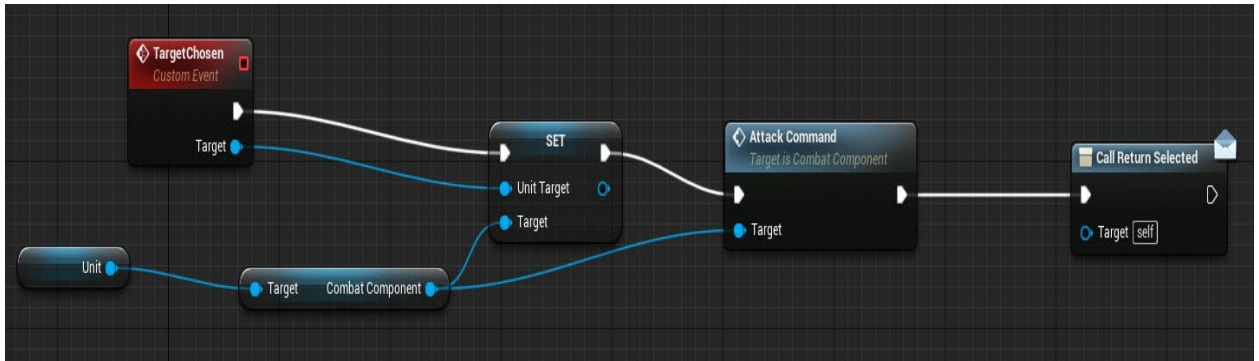 TargetChosen
Custom Event
Target
Unit
Target Combat Component
SET
Unit Target
Target
Attack Command
Target is Combat Component
Target
Call Return Selected
Target self